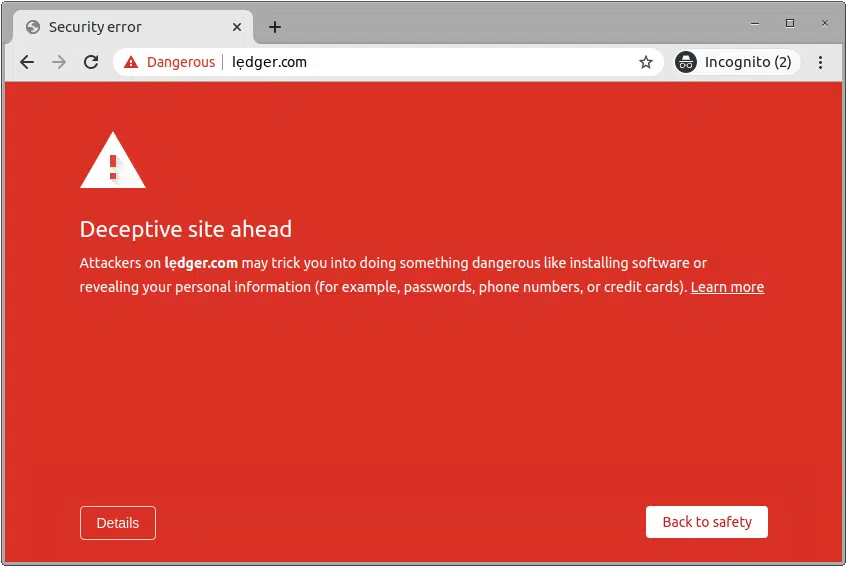 Security error
Dangerous lẹdger.com Incognito (2)
Deceptive site ahead
Attackers on lẹdger.com may trick you into doing something dangerous like installing software or
revealing your personal information (for example, passwords, phone numbers, or credit cards). Learn more
Details Back to safety